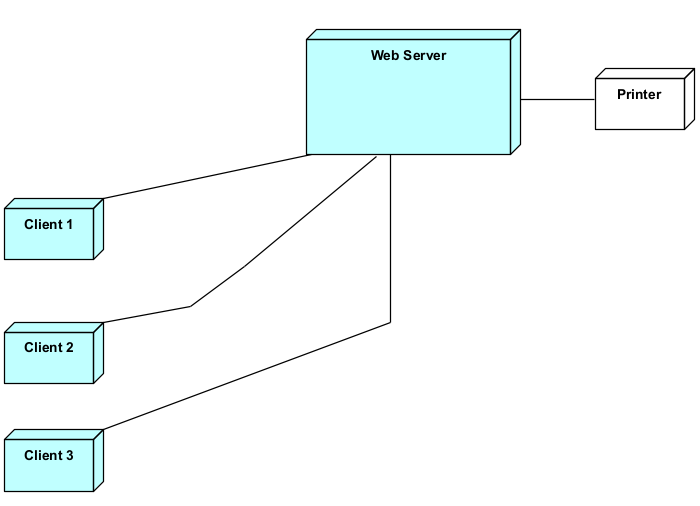 Web Server
Printer
Client 1
Client 2
Client 3